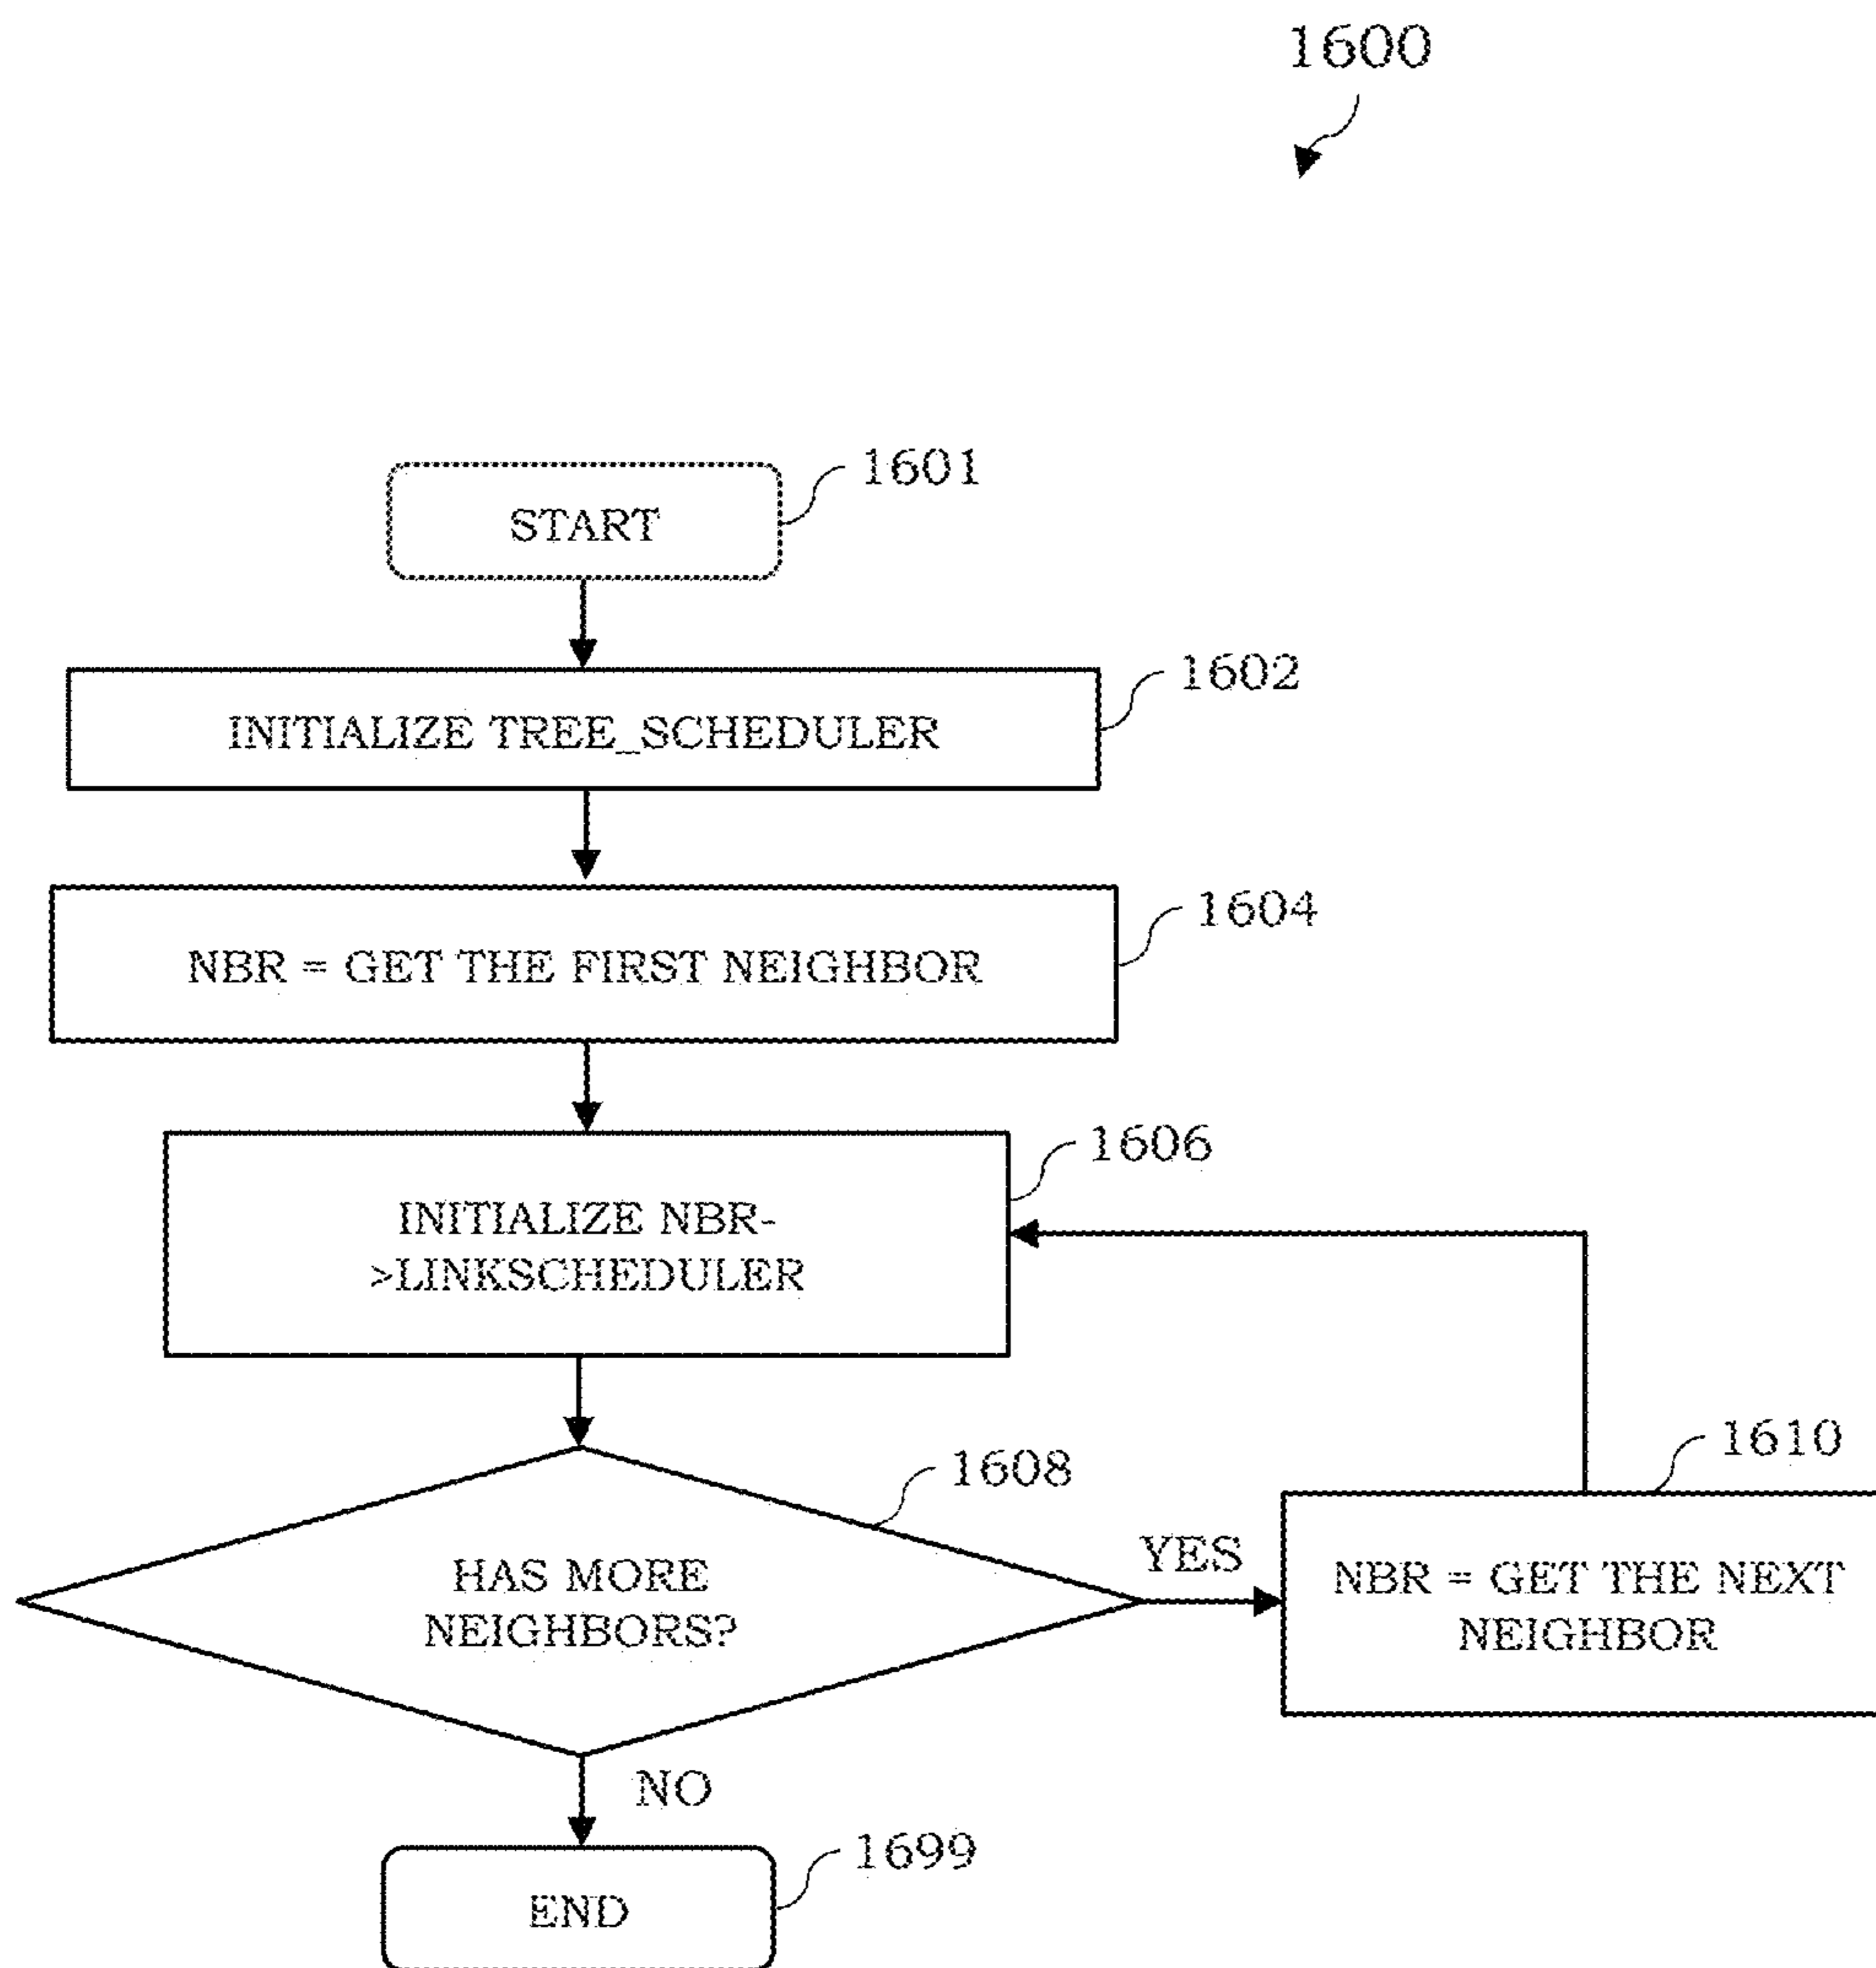 1600
START
1601
INITIALIZE TREE_SCHEDULER
1602
NBR = GET THE FIRST NEIGHBOR
1604
INITIALIZE NBR-
>LINKSCHEDULER
1606
HAS MORE
NEIGHBORS?
1608
YES
NBR = GET THE NEXT
NEIGHBOR
1610
NO
END
1699